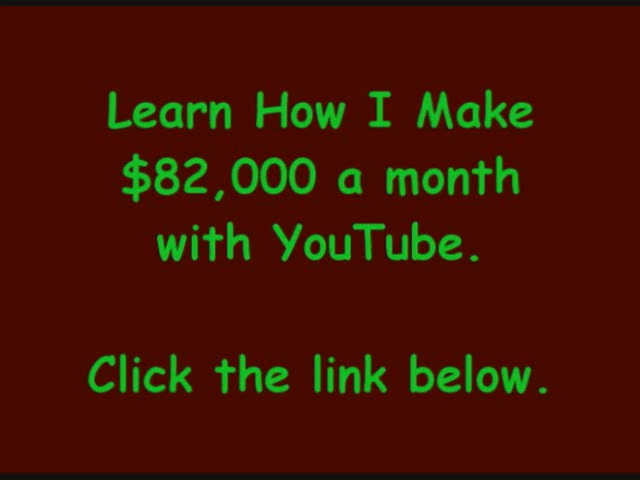 Learn How I Make
$82,000 a month
with YouTube.
Click the link below.